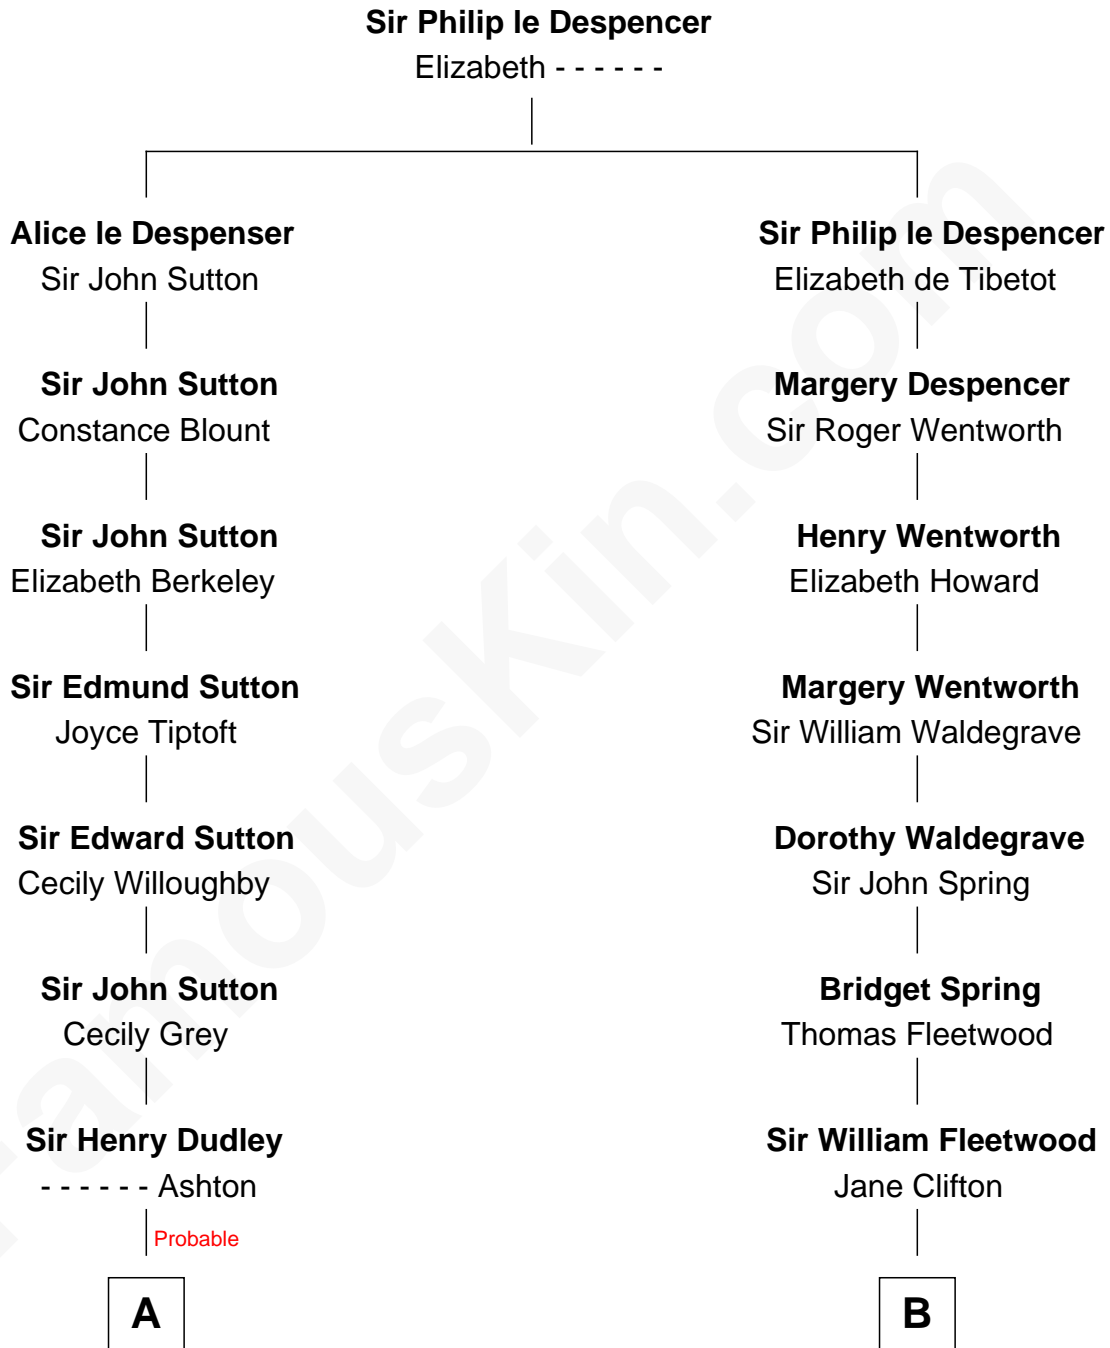 Sir Philip le Despencer
Elizabeth - - - - - -
Alice le Despenser
Sir John Sutton
Sir Philip le Despencer
Elizabeth de Tibetot
Sir John Sutton
Constance Blount
Margery Despencer
Sir Roger Wentworth
Sir John Sutton
Elizabeth Berkeley
Henry Wentworth
Elizabeth Howard
Sir Edmund Sutton
Joyce Tiptoft
Margery Wentworth
Sir William Waldegrave
Sir Edward Sutton
Cecily Willoughby
Dorothy Waldegrave
Sir John Spring
Sir John Sutton
Cecily Grey
Bridget Spring
Thomas Fleetwood
Sir Henry Dudley
- - - - - - Ashton
Sir William Fleetwood
Jane Clifton
Probable
A
B
FamousKin.com